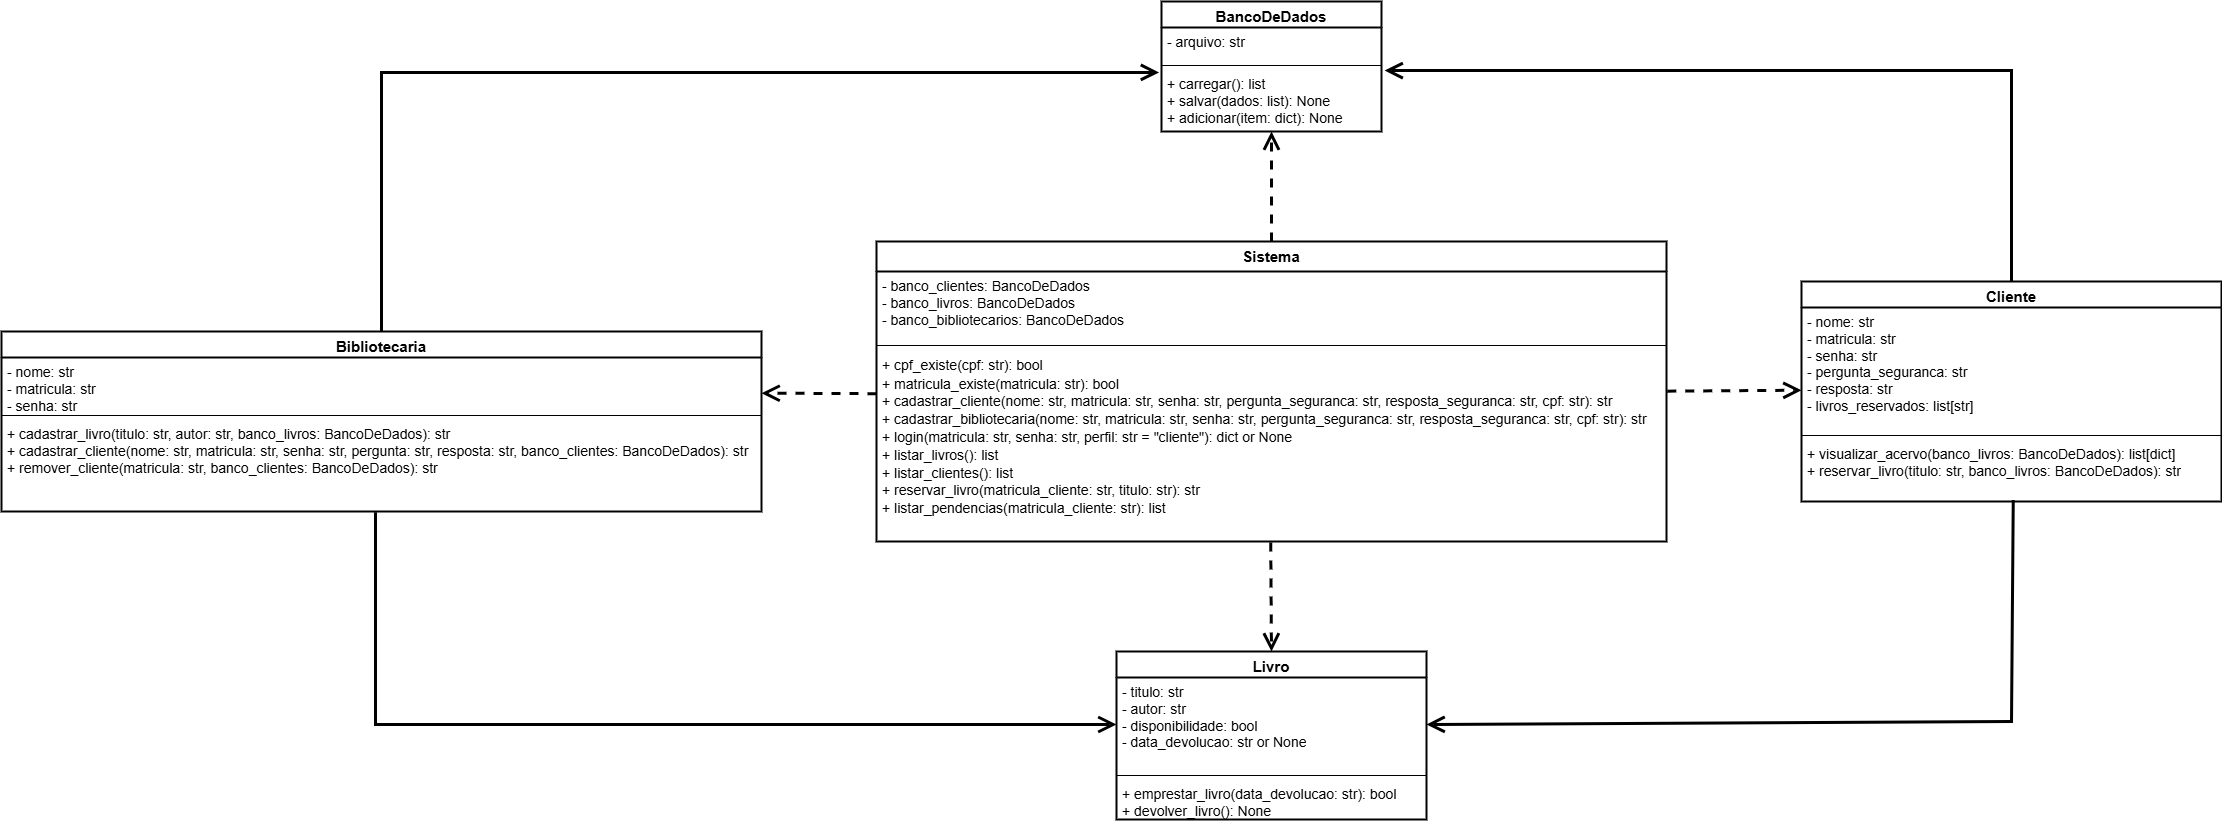 BancoDeDados
- arquivo: str
+ carregar(): list
+ salvar(dados: list): None
+ adicionar(item: dict): None
Sistema
- banco_clientes: BancoDeDados
- banco_livros: BancoDeDados
- banco_bibliotecarios: BancoDeDados
+ cpf_existe(cpf: str): bool
+ matricula_existe(matricula: str): bool
+ cadastrar_cliente(nome: str, matricula: str, senha: str, pergunta_seguranca: str, resposta_seguranca: str, cpf: str): str
+ cadastrar_bibliotecaria(nome: str, matricula: str, senha: str, pergunta_seguranca: str, resposta_seguranca: str, cpf: str): str
+ login(matricula: str, senha: str, perfil: str = "cliente"): dict or None
+ listar_livros(): list
+ listar_clientes(): list
+ reservar_livro(matricula_cliente: str, titulo: str): str
+ listar_pendencias(matricula_cliente: str): list
Cliente
- nome: str
- matricula: str
- senha: str
- pergunta_seguranca: str
- resposta: str
- livros_reservados: list[str]
+ visualizar_acervo(banco_livros: BancoDeDados): list[dict]
+ reservar_livro(titulo: str, banco_livros: BancoDeDados): str
Bibliotecaria
- nome: str
- matricula: str
- senha: str
+ cadastrar_livro(titulo: str, autor: str, banco_livros: BancoDeDados): str
+ cadastrar_cliente(nome: str, matricula: str, senha: str, pergunta: str, resposta: str, banco_clientes: BancoDeDados): str
+ remover_cliente(matricula: str, banco_clientes: BancoDeDados): str
Livro
- titulo: str
- autor: str
- disponibilidade: bool
- data_devolucao: str or None
+ emprestar_livro(data_devolucao: str): bool
+ devolver_livro(): None